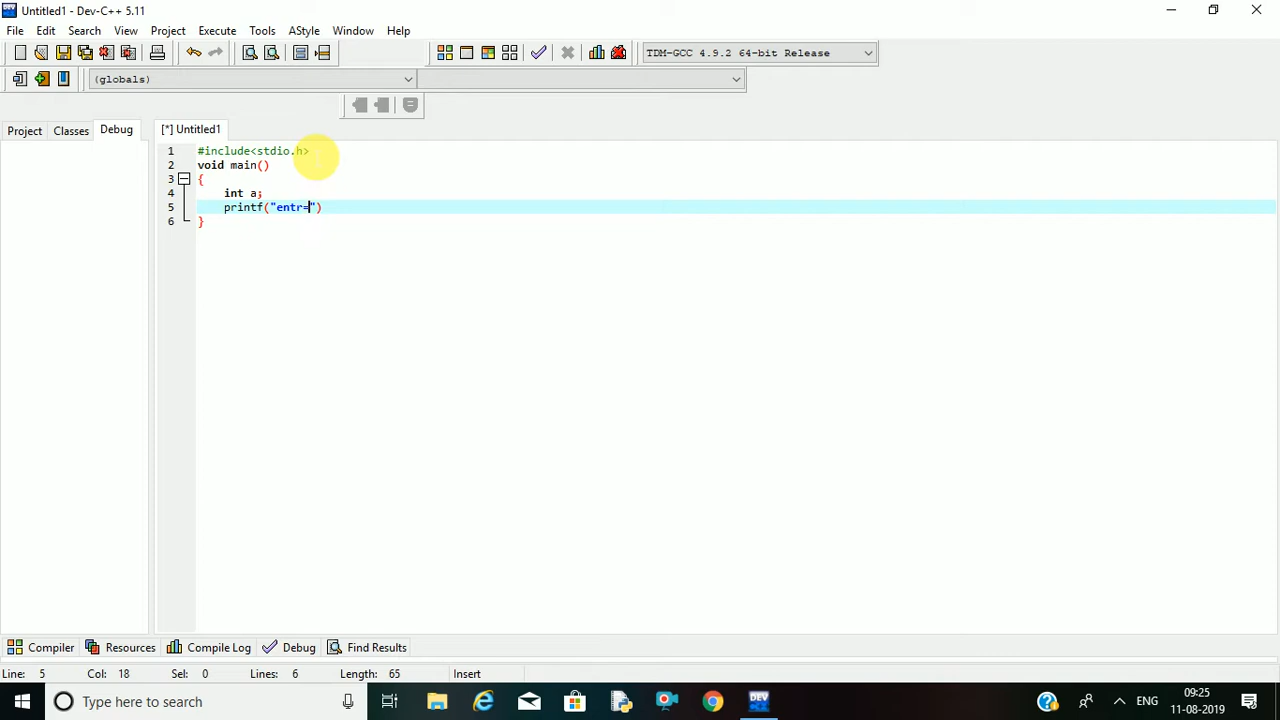 Untitled1 - Dev-C++ 5.11
File Edit Search View Project Execute Tools AStyle Window Help
TDM-GCC 4.9.2 64-bit Release
(globals)
Project Classes Debug [*] Untitled1
1 #include<stdio.h>
2 void main()
3 {
4 int a;
5 printf("entr=")
6 }
Compiler Resources Compile Log Debug Find Results
Line: 5 Col: 18 Sel: 0 Lines: 6 Length: 65 Insert
Type here to search
DEV
ENG
09:25
11-08-2019